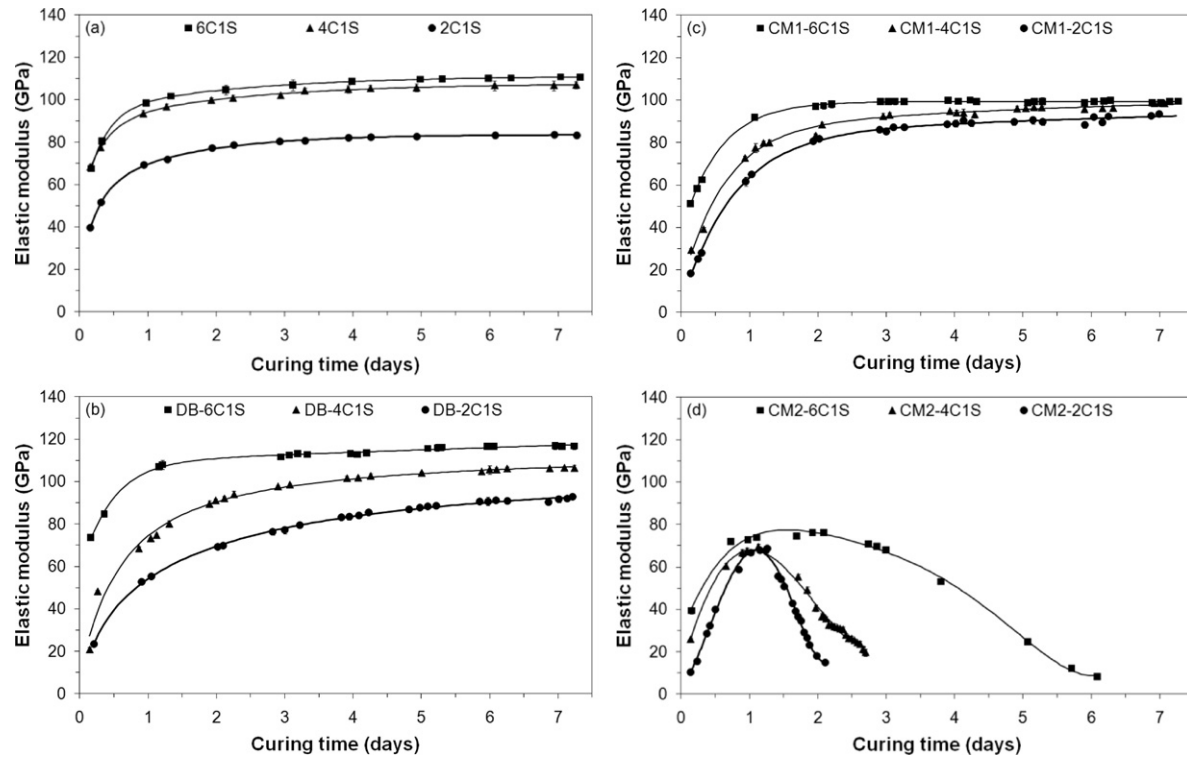 (a) 6C1S 4C1S 2C1S
140
120
100
80
60
40
20
0
Elastic modulus (GPa)
0 1 2 3 4 5 6 7
Curing time (days)
(c) CM1-6C1S CM1-4C1S CM1-2C1S
140
120
100
80
60
40
20
0
Elastic modulus (GPa)
0 1 2 3 4 5 6 7
Curing time (days)
(b) DB-6C1S DB-4C1S DB-2C1S
140
120
100
80
60
40
20
0
Elastic modulus (GPa)
0 1 2 3 4 5 6 7
Curing time (days)
(d) CM2-6C1S CM2-4C1S CM2-2C1S
140
120
100
80
60
40
20
0
Elastic modulus (GPa)
0 1 2 3 4 5 6 7
Curing time (days)